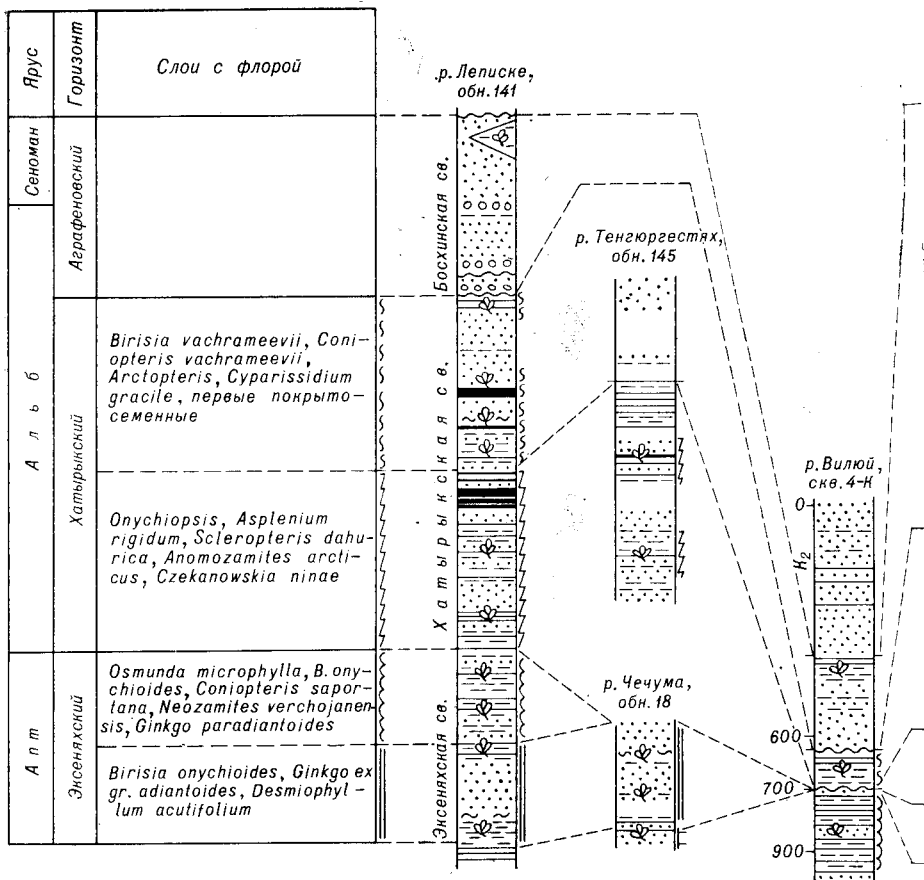 Ярус
Горизонт
Слои с флорой
Сеноман
Альб
Апт
Аграфеновский
Хатырыкский
Эксеняхский
Birisia vachrameevii, Coni-
opteris vachrameevii,
Arctopteris, Cyparissidium
gracile, первые покрыто-
семенные
Onychiopsis, Asplenium
rigidum, Scleropteris dahu-
rica, Anomozamites arcti-
cus, Czekanowskia ninae
Osmunda microphylla, B. ony-
chioides, Coniopteris sapor-
tana, Neozamites verchojanen-
sis, Ginkgo paradiantoides
Birisia onychioides, Ginkgo ex
gr. adiantoides, Desmiophyl-
lum acutifolium
р. Леписке,
обн. 141
Босхинская св.
Хатырыкская св.
Эксеняхская св.
р. Тенгюргестях,
обн. 145
р. Чечума,
обн. 18
р. Вилюй,
скв. 4-К
0
K2
600
700
900